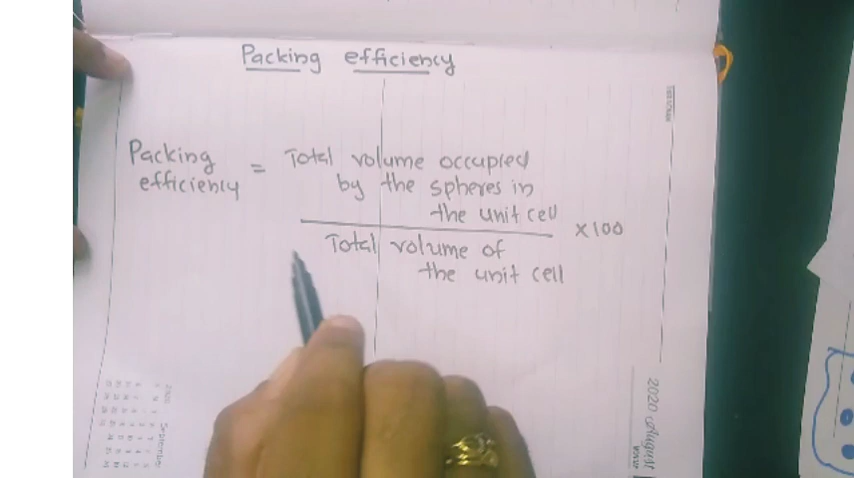 Packing efficiency
Packing
efficiency
=
Total volume occupied
by the spheres in
the unit cell
x100
Total volume of
the unit cell
2020 August